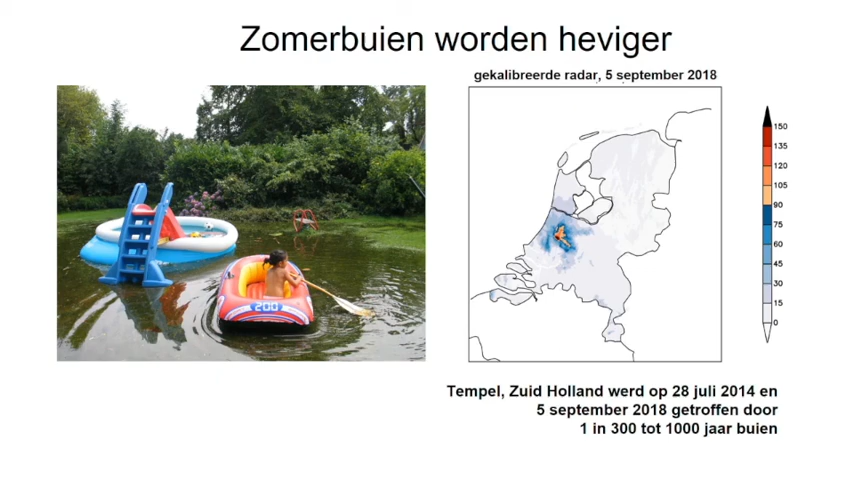 Zomerbuien worden heviger
gekalibreerde radar, 5 september 2018
150
135
120
105
90
75
60
45
30
15
0
200
Tempel, Zuid Holland werd op 28 juli 2014 en
5 september 2018 getroffen door
1 in 300 tot 1000 jaar buien